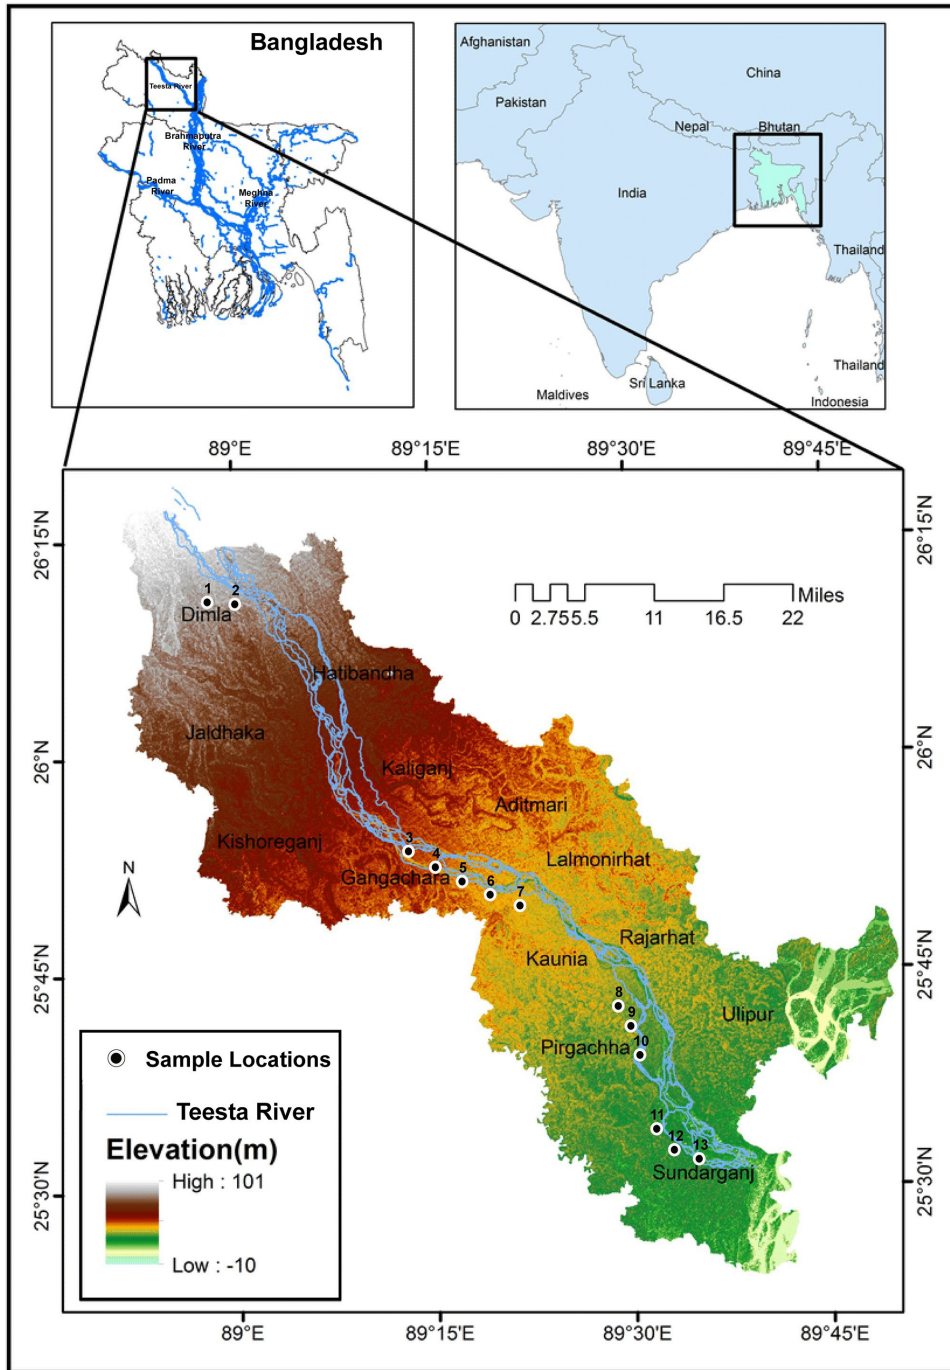 Bangladesh
Teesta River
Brahmaputra
River
Padma
River
Meghna
River
Afghanistan
China
Pakistan
Nepal
Bhutan
India
Thailand
Thailand
Sri Lanka
Maldives
Indonesia
89°E
89°15'E
89°30'E
89°45'E
26°15'N
26°15'N
1
2
Dimla
Miles
0
2.75
5.5
11
16.5
22
Hatibandha
Jaldhaka
26°N
26°N
Kaliganj
Aditmari
Kishoreganj
3
4
Lalmonirhat
Gangachara
5
6
7
N
Rajarhat
Kaunia
25°45'N
25°45'N
8
9
Ulipur
Pirgachha
10
11
12
13
Sundarganj
25°30'N
25°30'N
Sample Locations
Teesta River
Elevation(m)
High : 101
Low : -10
89°E
89°15'E
89°30'E
89°45'E